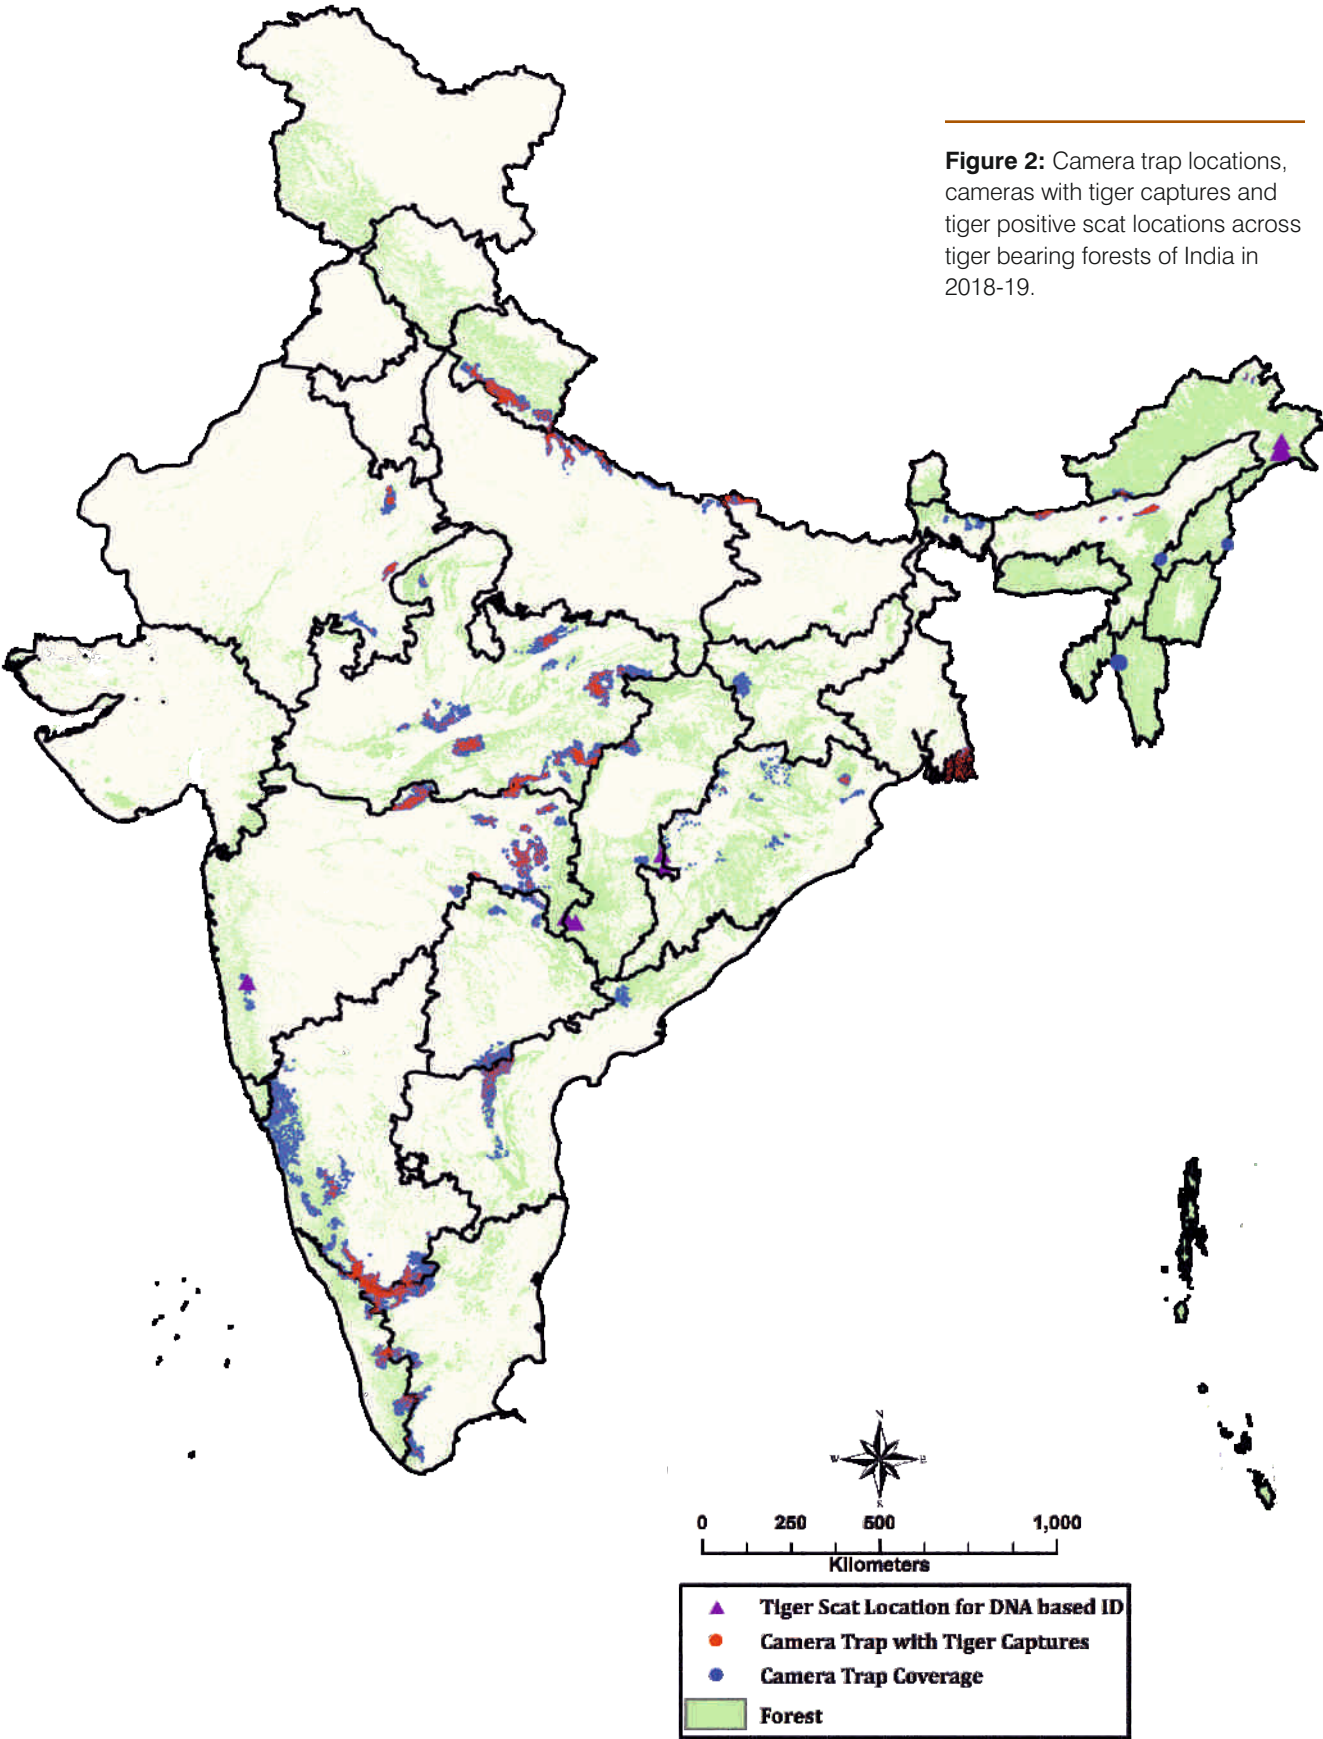 Figure 2: Camera trap locations,
cameras with tiger captures and
tiger positive scat locations across
tiger bearing forests of India in
2018-19.
N
W
E
S
0 250 500 1,000
Kilometers
Tiger Scat Location for DNA based ID
Camera Trap with Tiger Captures
Camera Trap Coverage
Forest